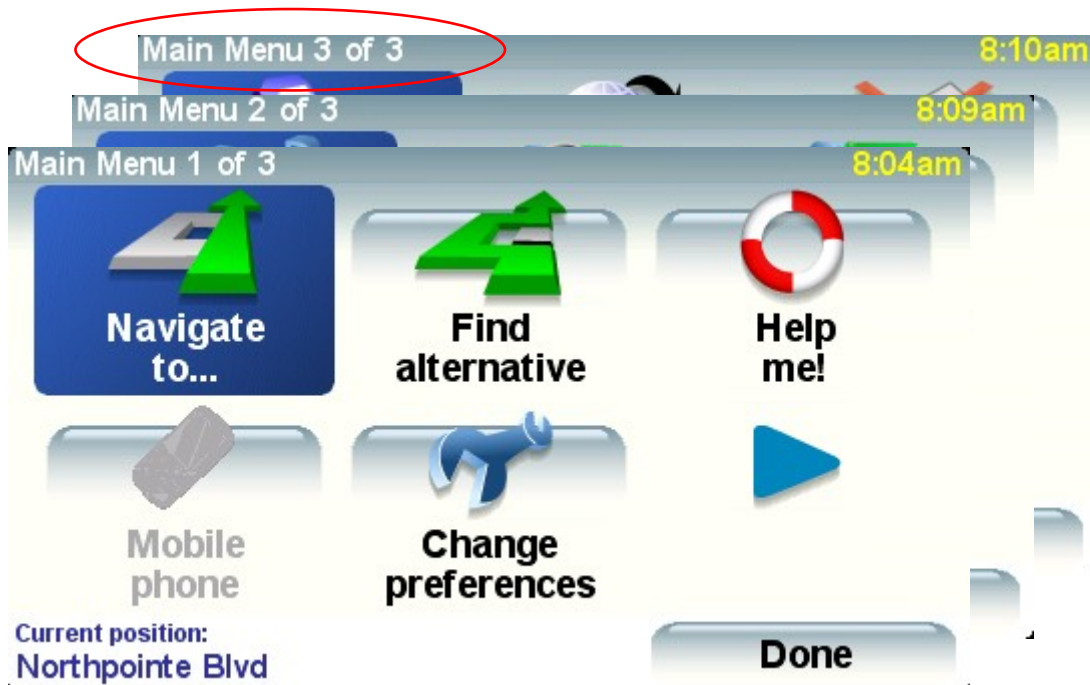 Main Menu 3 of 3 8:10am
Main Menu 2 of 3 8:09am
Main Menu 1 of 3 8:04am
Navigate
to...
Find
alternative
Help
me!
Mobile
phone
Change
preferences
Current position:
Northpointe Blvd
Done